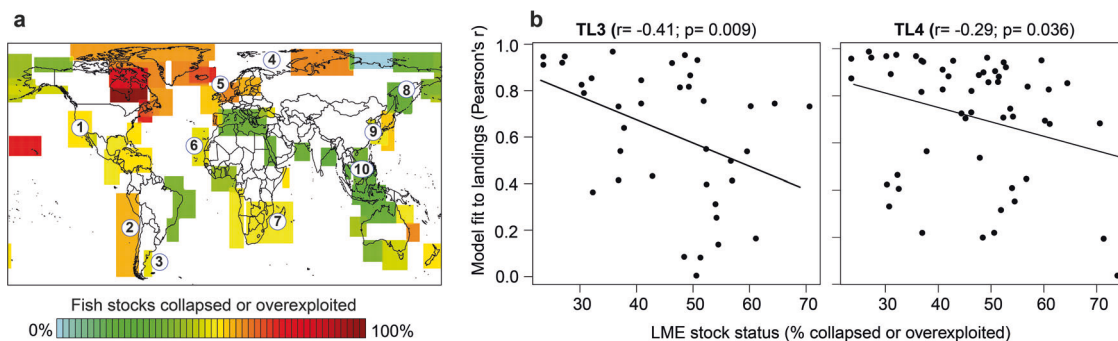 a
1
2
3
4
5
6
7
8
9
10
Fish stocks collapsed or overexploited
0% 100%
b
TL3 (r= -0.41; p= 0.009) TL4 (r= -0.29; p= 0.036)
Model fit to landings (Pearson's r)
1.0
0.8
0.6
0.4
0.2
0.0
30 40 50 60 70 30 40 50 60 70
LME stock status (% collapsed or overexploited)